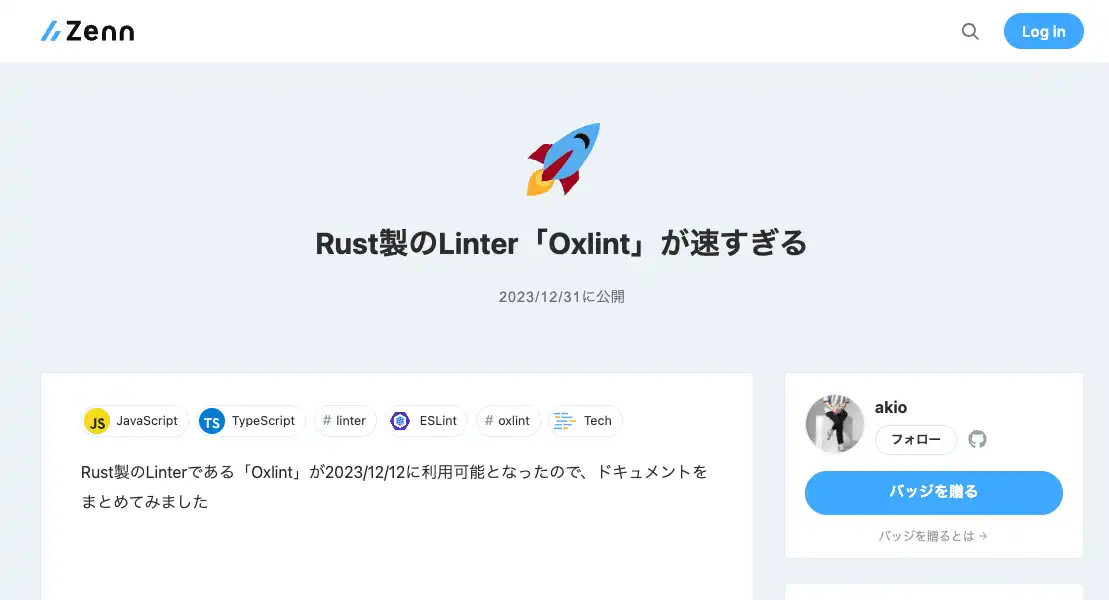 Zenn
Log in
Rust製のLinter「Oxlint」が速すぎる
2023/12/31に公開
JS JavaScript
TS TypeScript
# linter
ESLint
# oxlint
Tech
Rust製のLinterである「Oxlint」が2023/12/12に利用可能となったので、ドキュメントを
まとめてみました
akio
フォロー
バッジを贈る
バッジを贈るとは →